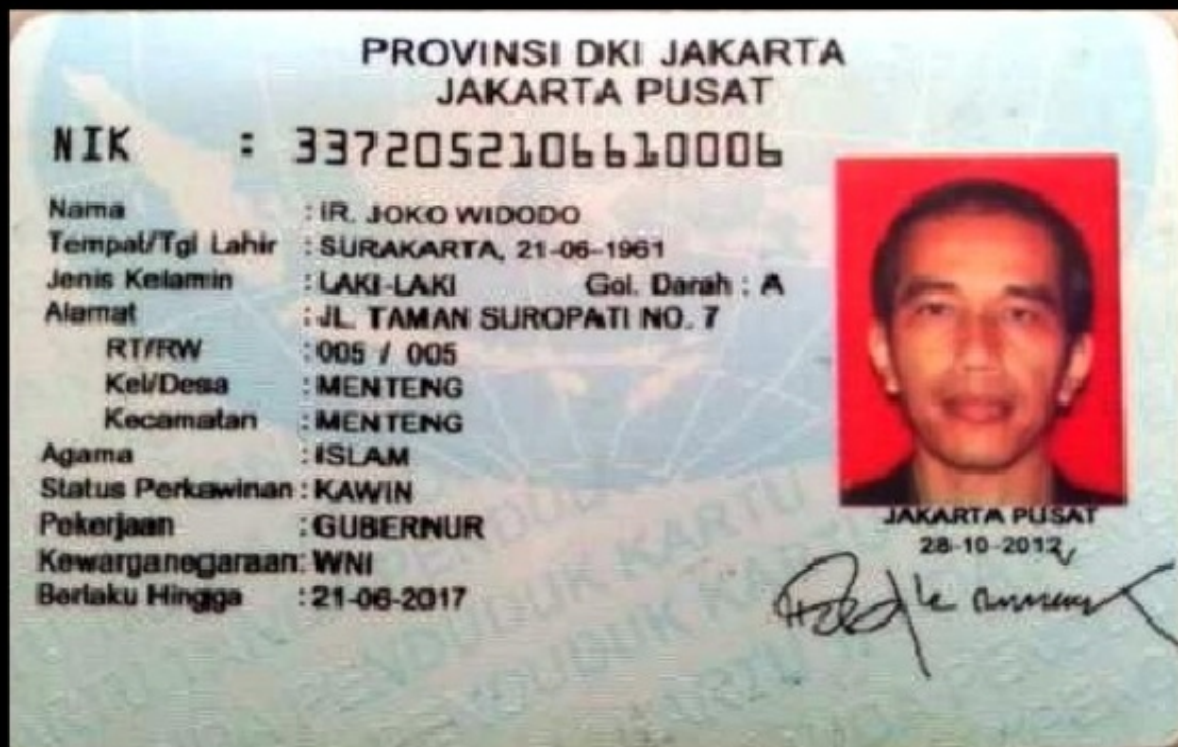 PROVINSI DKI JAKARTA
JAKARTA PUSAT
NIK : 3372052106610006
Nama : IR. JOKO WIDODO
Tempat/Tgl Lahir : SURAKARTA, 21-06-1961
Jenis Kelamin : LAKI-LAKI Gol. Darah : A
Alamat : JL. TAMAN SUROPATI NO. 7
RT/RW : 005 / 005
Kel/Desa : MENTENG
Kecamatan : MENTENG
Agama : ISLAM
Status Perkawinan : KAWIN
Pekerjaan : GUBERNUR
Kewarganegaraan : WNI
Berlaku Hingga : 21-06-2017
JAKARTA PUSAT
28-10-2012